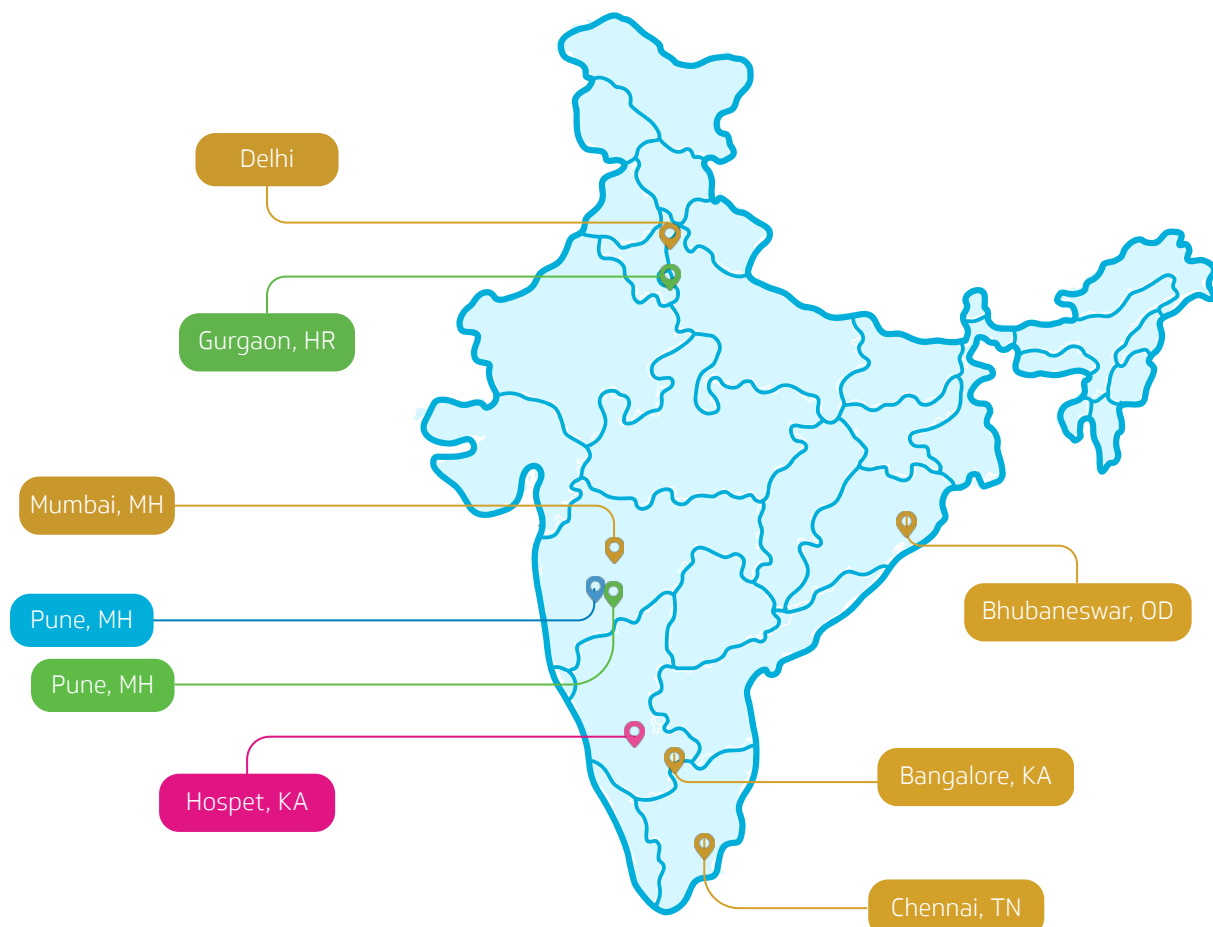 Delhi
Gurgaon, HR
Mumbai, MH
Pune, MH
Bhubaneswar, OD
Pune, MH
Hospet, KA
Bangalore, KA
Chennai, TN